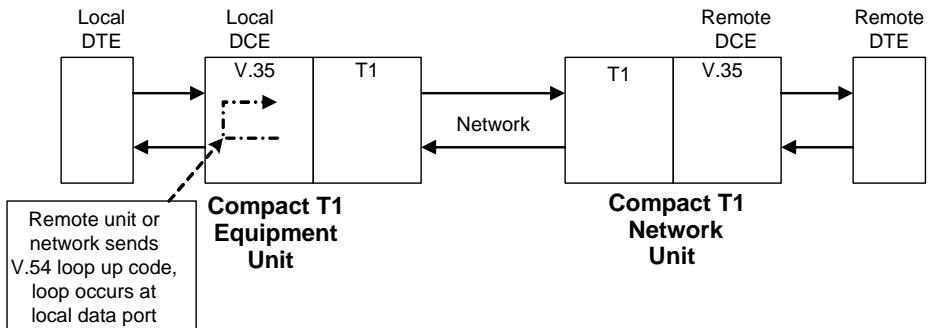 Local
DTE
Local
DCE
Remote
DCE
Remote
DTE
V.35
T1
T1
V.35
Network
Compact T1
Equipment
Unit
Compact T1
Network
Unit
Remote unit or
network sends
V.54 loop up code,
loop occurs at
local data port